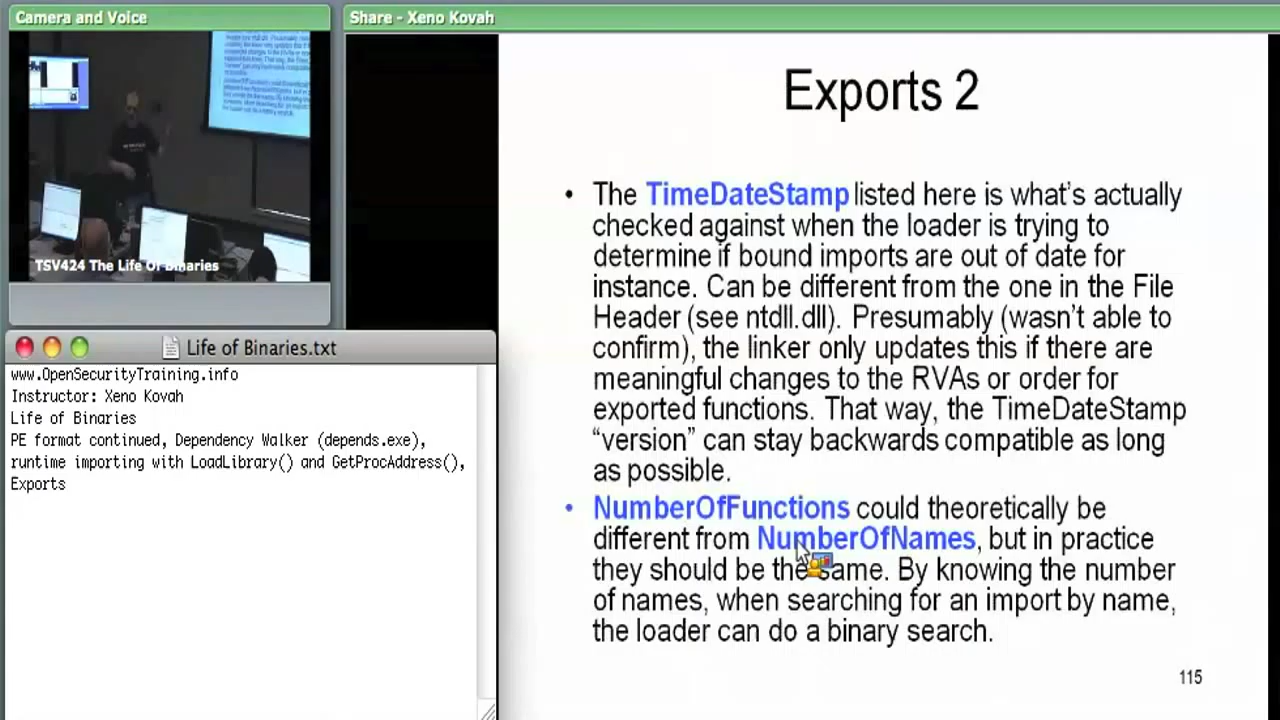 Camera and Voice
Share - Xeno Kovah
TSV424 The Life Of Binaries
Life of Binaries.txt
www.OpenSecurityTraining.info
Instructor: Xeno Kovah
Life of Binaries
PE format continued, Dependency Walker (depends.exe),
runtime importing with LoadLibrary() and GetProcAddress(),
Exports
Exports 2
• The TimeDateStamp listed here is what's actually
checked against when the loader is trying to
determine if bound imports are out of date for
instance. Can be different from the one in the File
Header (see ntdll.dll). Presumably (wasn't able to
confirm), the linker only updates this if there are
meaningful changes to the RVAs or order for
exported functions. That way, the TimeDateStamp
“version” can stay backwards compatible as long
as possible.
• NumberOfFunctions could theoretically be
different from NumberOfNames, but in practice
they should be the same. By knowing the number
of names, when searching for an import by name,
the loader can do a binary search.
115